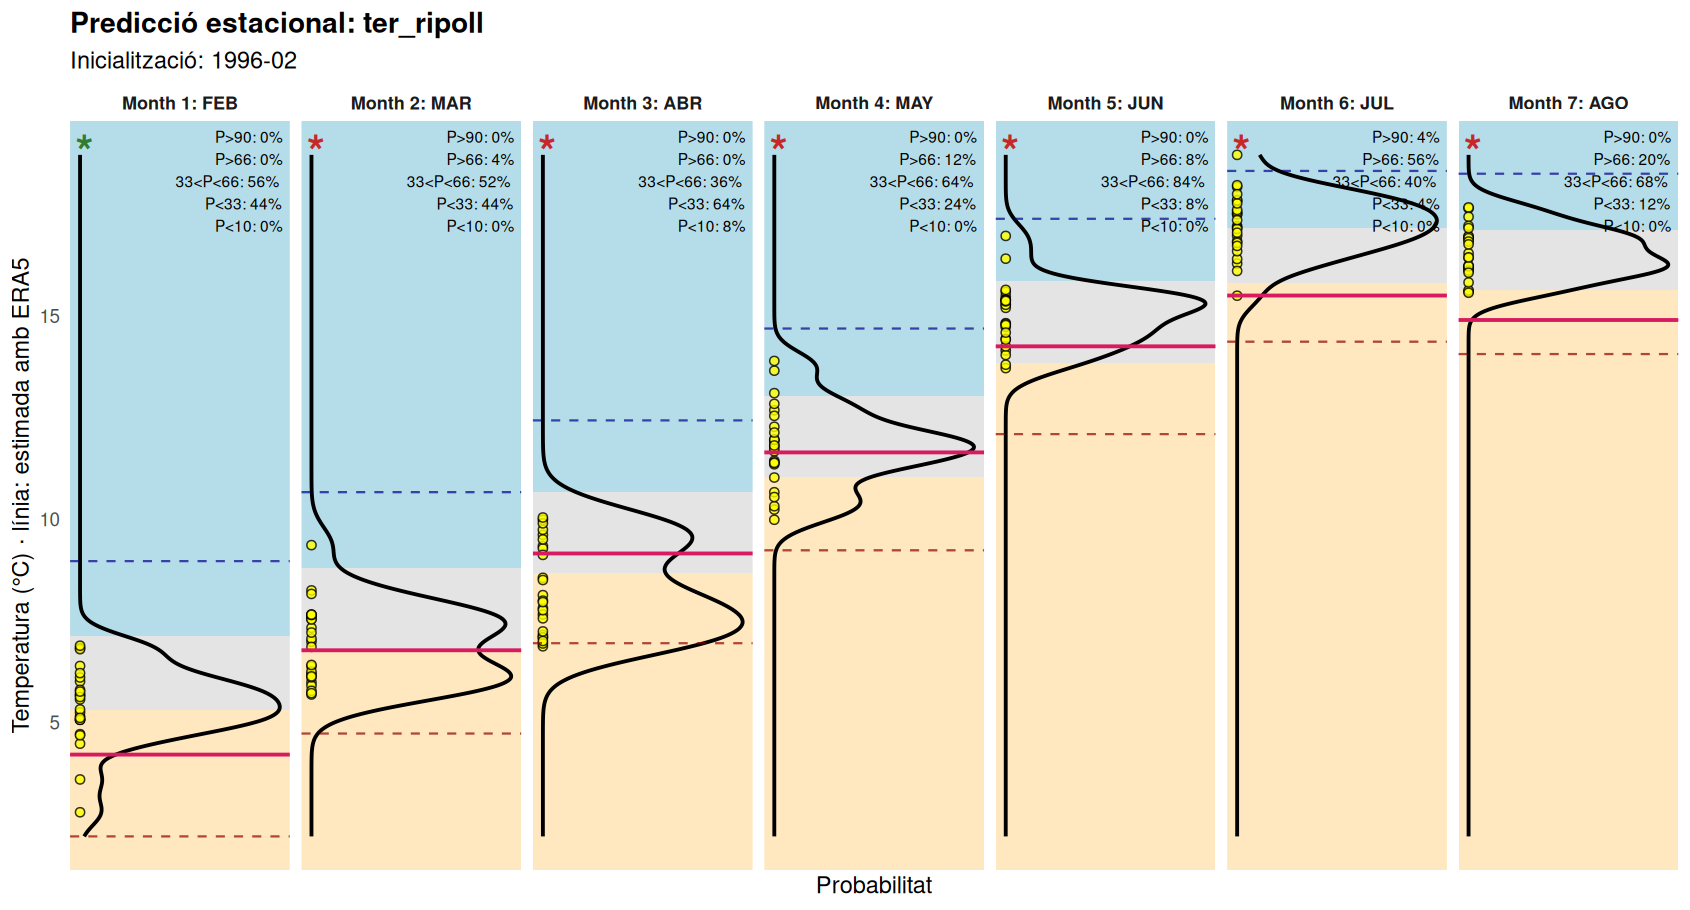 Predicció estacional: ter_ripoll
Inicialització: 1996-02
Month 1: FEB
Month 2: MAR
Month 3: ABR
Month 4: MAY
Month 5: JUN
Month 6: JUL
Month 7: AGO
*
P>90: 0%
P>66: 0%
33<P<66: 56%
P<33: 44%
P<10: 0%
*
P>90: 0%
P>66: 4%
33<P<66: 52%
P<33: 44%
P<10: 0%
*
P>90: 0%
P>66: 0%
33<P<66: 36%
P<33: 64%
P<10: 8%
*
P>90: 0%
P>66: 12%
33<P<66: 64%
P<33: 24%
P<10: 0%
*
P>90: 0%
P>66: 8%
33<P<66: 84%
P<33: 8%
P<10: 0%
*
P>90: 4%
P>66: 56%
33<P<66: 40%
P<33: 4%
P<10: 0%
*
P>90: 0%
P>66: 20%
33<P<66: 68%
P<33: 12%
P<10: 0%
Temperatura (°C) · línia: estimada amb ERA5
15
10
5
Probabilitat